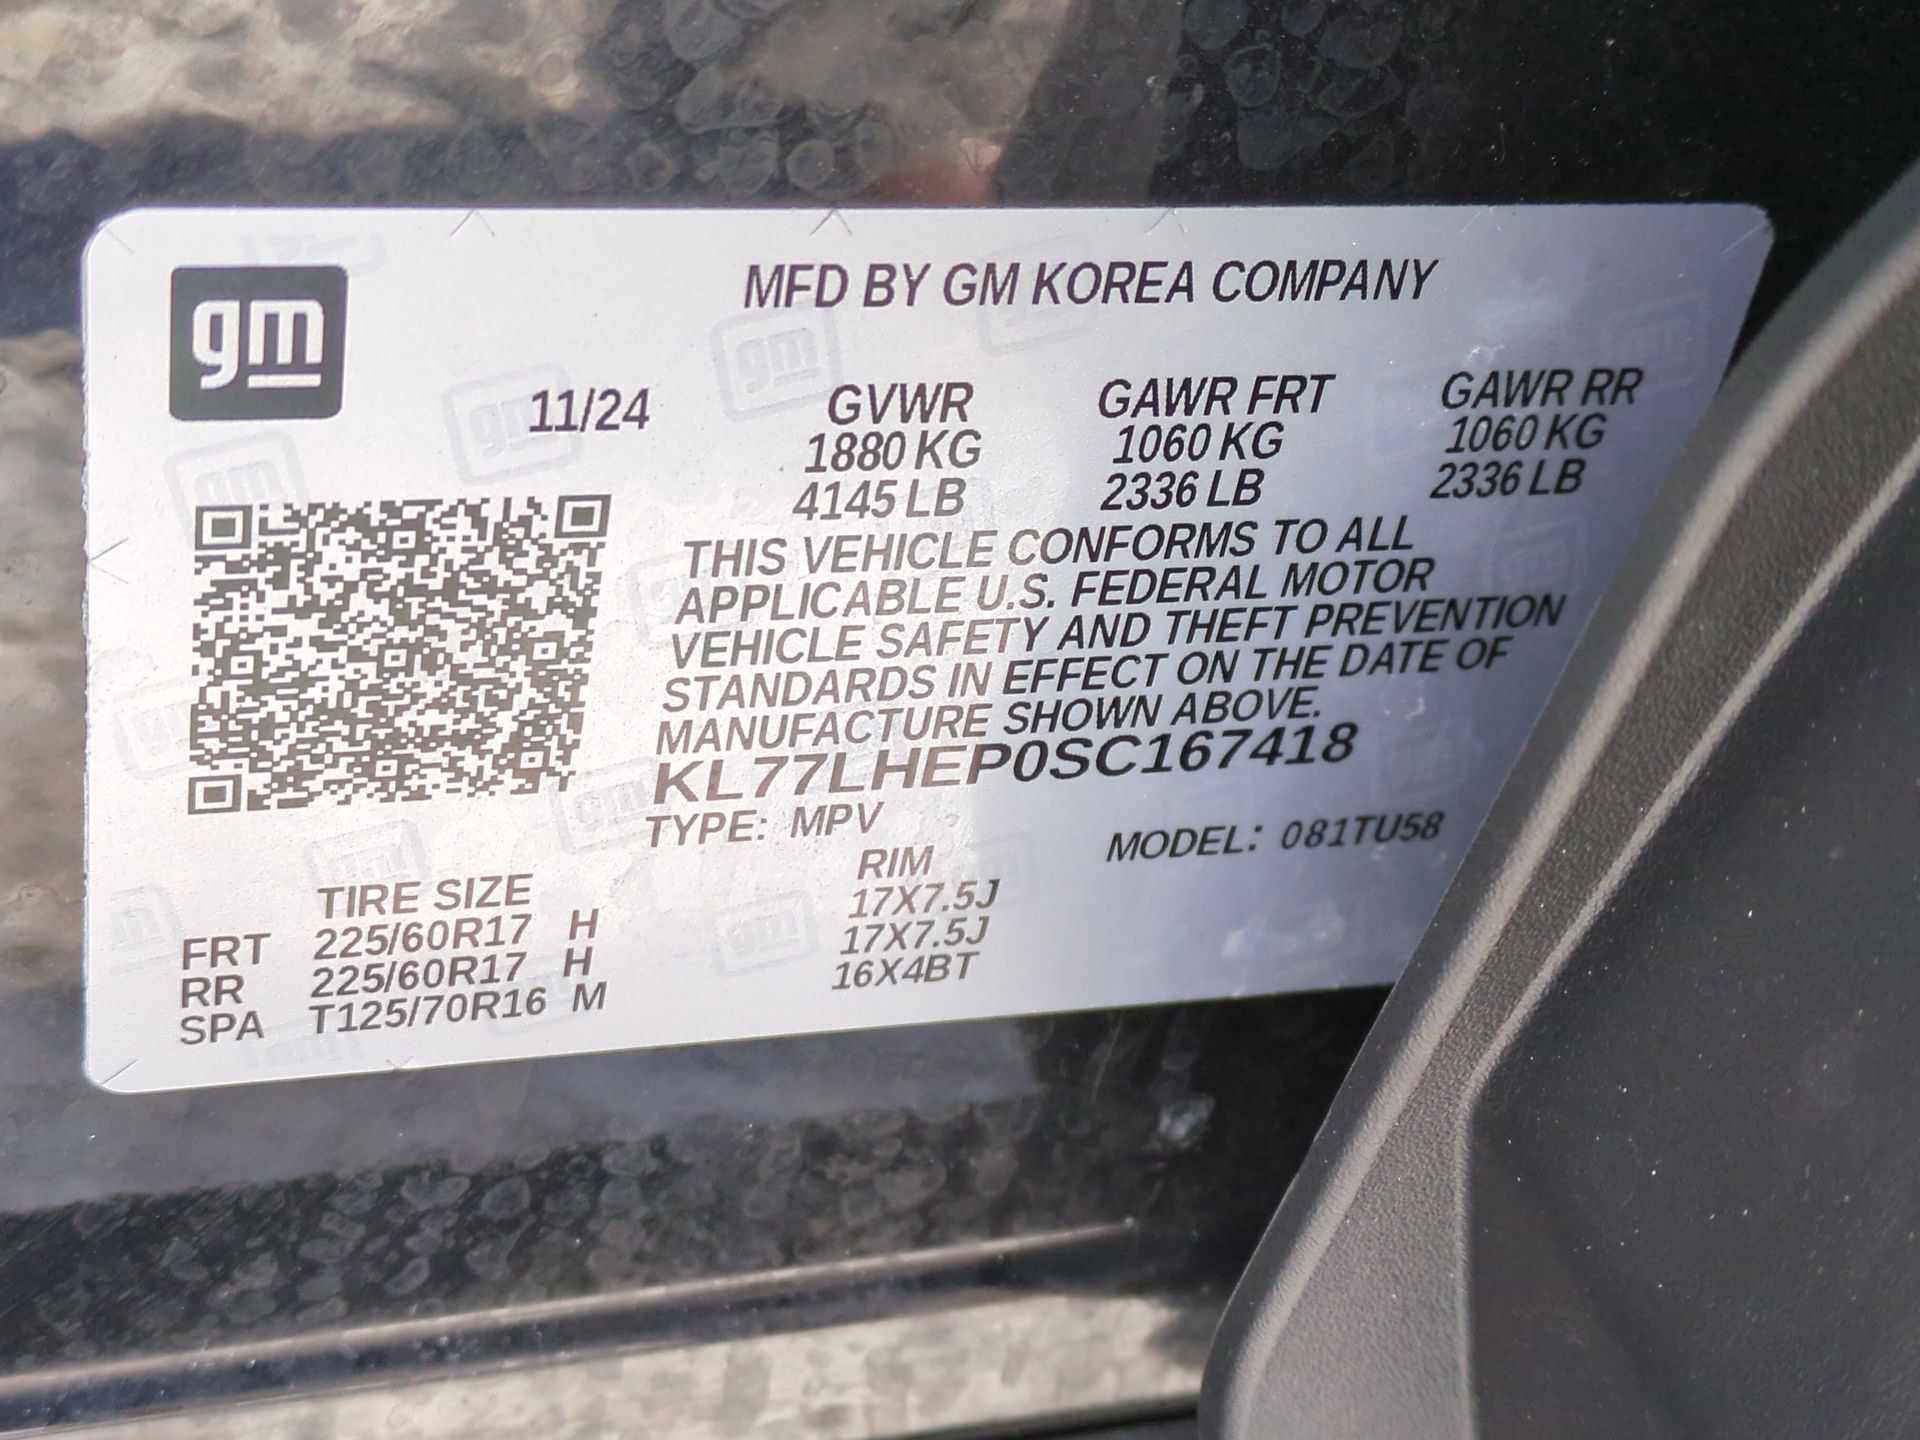 gm
MFD BY GM KOREA COMPANY
11/24 GVWR GAWR FRT GAWR RR
1880 KG 1060 KG 1060 KG
4145 LB 2336 LB 2336 LB
THIS VEHICLE CONFORMS TO ALL
APPLICABLE U.S. FEDERAL MOTOR
VEHICLE SAFETY AND THEFT PREVENTION
STANDARDS IN EFFECT ON THE DATE OF
MANUFACTURE SHOWN ABOVE.
KL77LHEP0SC167418
TYPE: MPV MODEL: 081TU58
TIRE SIZE RIM
FRT 225/60R17 H 17X7.5J
RR 225/60R17 H 17X7.5J
SPA T125/70R16 M 16X4BT